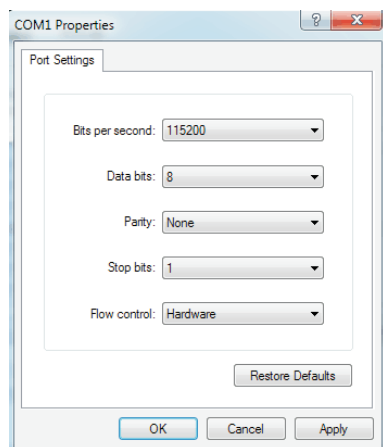 COM1 Properties
Port Settings
Bits per second: 115200
Data bits: 8
Parity: None
Stop bits: 1
Flow control: Hardware
Restore Defaults
OK Cancel Apply